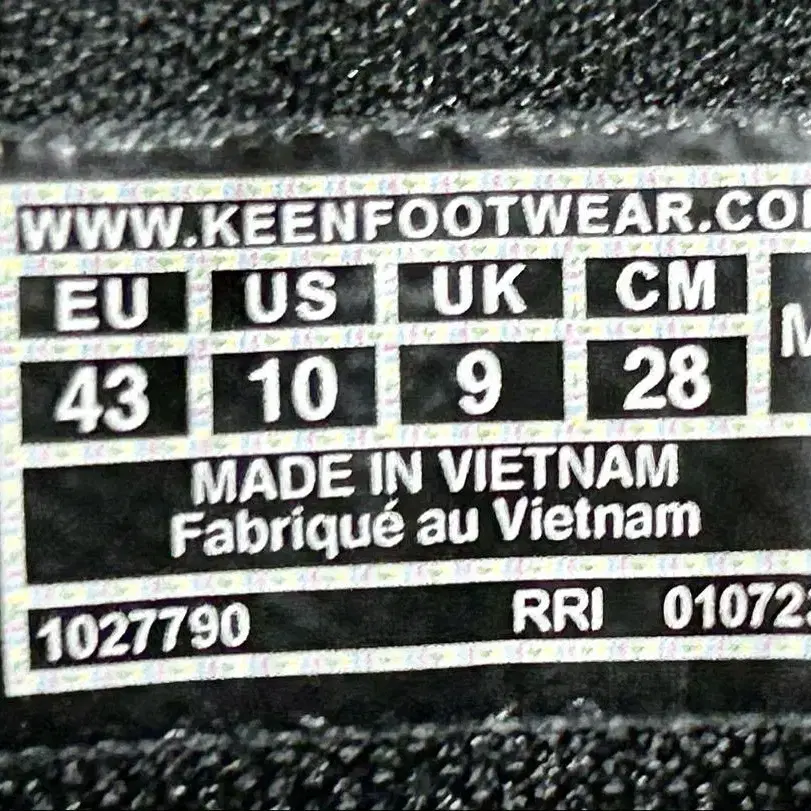 WWW.KEENFOOTWEAR.CO
EU US UK CM M
43 10 9 28
MADE IN VIETNAM
Fabriqué au Vietnam
1027790 RRI 01072